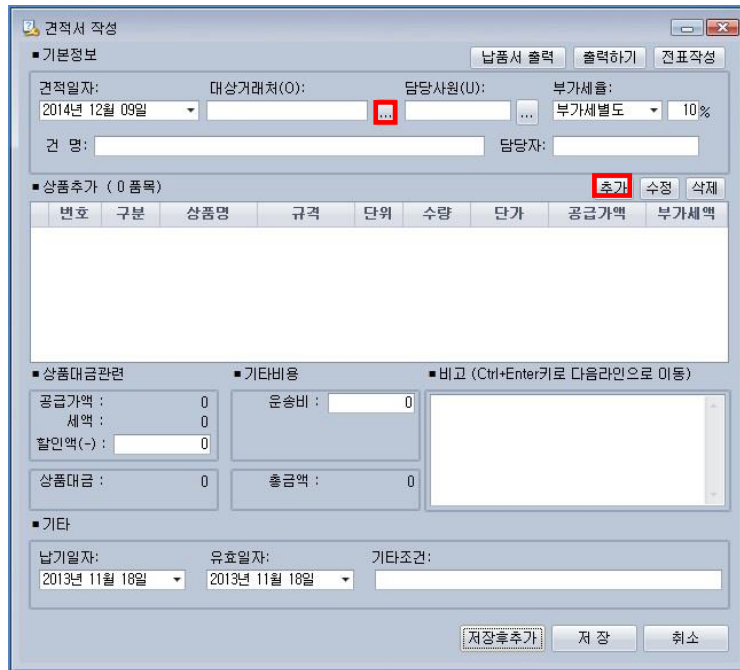 견적서 작성
■ 기본정보 납품서 출력 출력하기 전표작성
견적일자: 대상거래처(O): 담당사원(U): 부가세율:
2014년 12월 09일 ... ... 부가세별도 10 %
건 명: 담당자:
■ 상품추가 ( 0 품목) 추가 수정 삭제
번호 구분 상품명 규격 단위 수량 단가 공급가액 부가세액
■ 상품대금관련 ■ 기타비용 ■ 비고 (Ctrl+Enter키로 다음라인으로 이동)
공급가액 : 0 운송비 : 0
세액 : 0
할인액(-) : 0
상품대금 : 0 총금액 : 0
■ 기타
납기일자: 유효일자: 기타조건:
2013년 11월 18일 2013년 11월 18일
저장후추가 저 장 취소